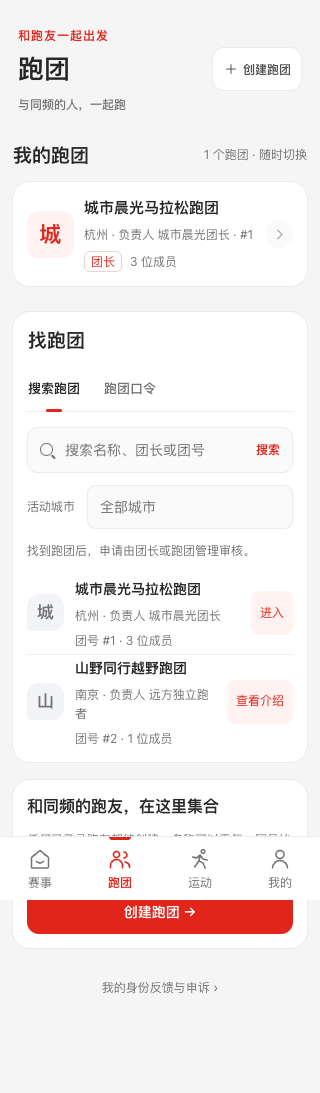 和跑友一起出发
跑团
+ 创建跑团
与同频的人，一起跑
我的跑团
1 个跑团 · 随时切换
城
城市晨光马拉松跑团
杭州 · 负责人 城市晨光团长 · #1
团长
3 位成员
找跑团
搜索跑团
跑团口令
搜索名称、团长或团号
搜索
活动城市
全部城市
找到跑团后，申请由团长或跑团管理审核。
城
城市晨光马拉松跑团
杭州 · 负责人 城市晨光团长
团号 #1 · 3 位成员
进入
山
山野同行越野跑团
南京 · 负责人 远方独立跑
者
团号 #2 · 1 位成员
查看介绍
和同频的跑友，在这里集合
赛事
跑团
运动
我的
创建跑团 →
我的身份反馈与申诉 ›